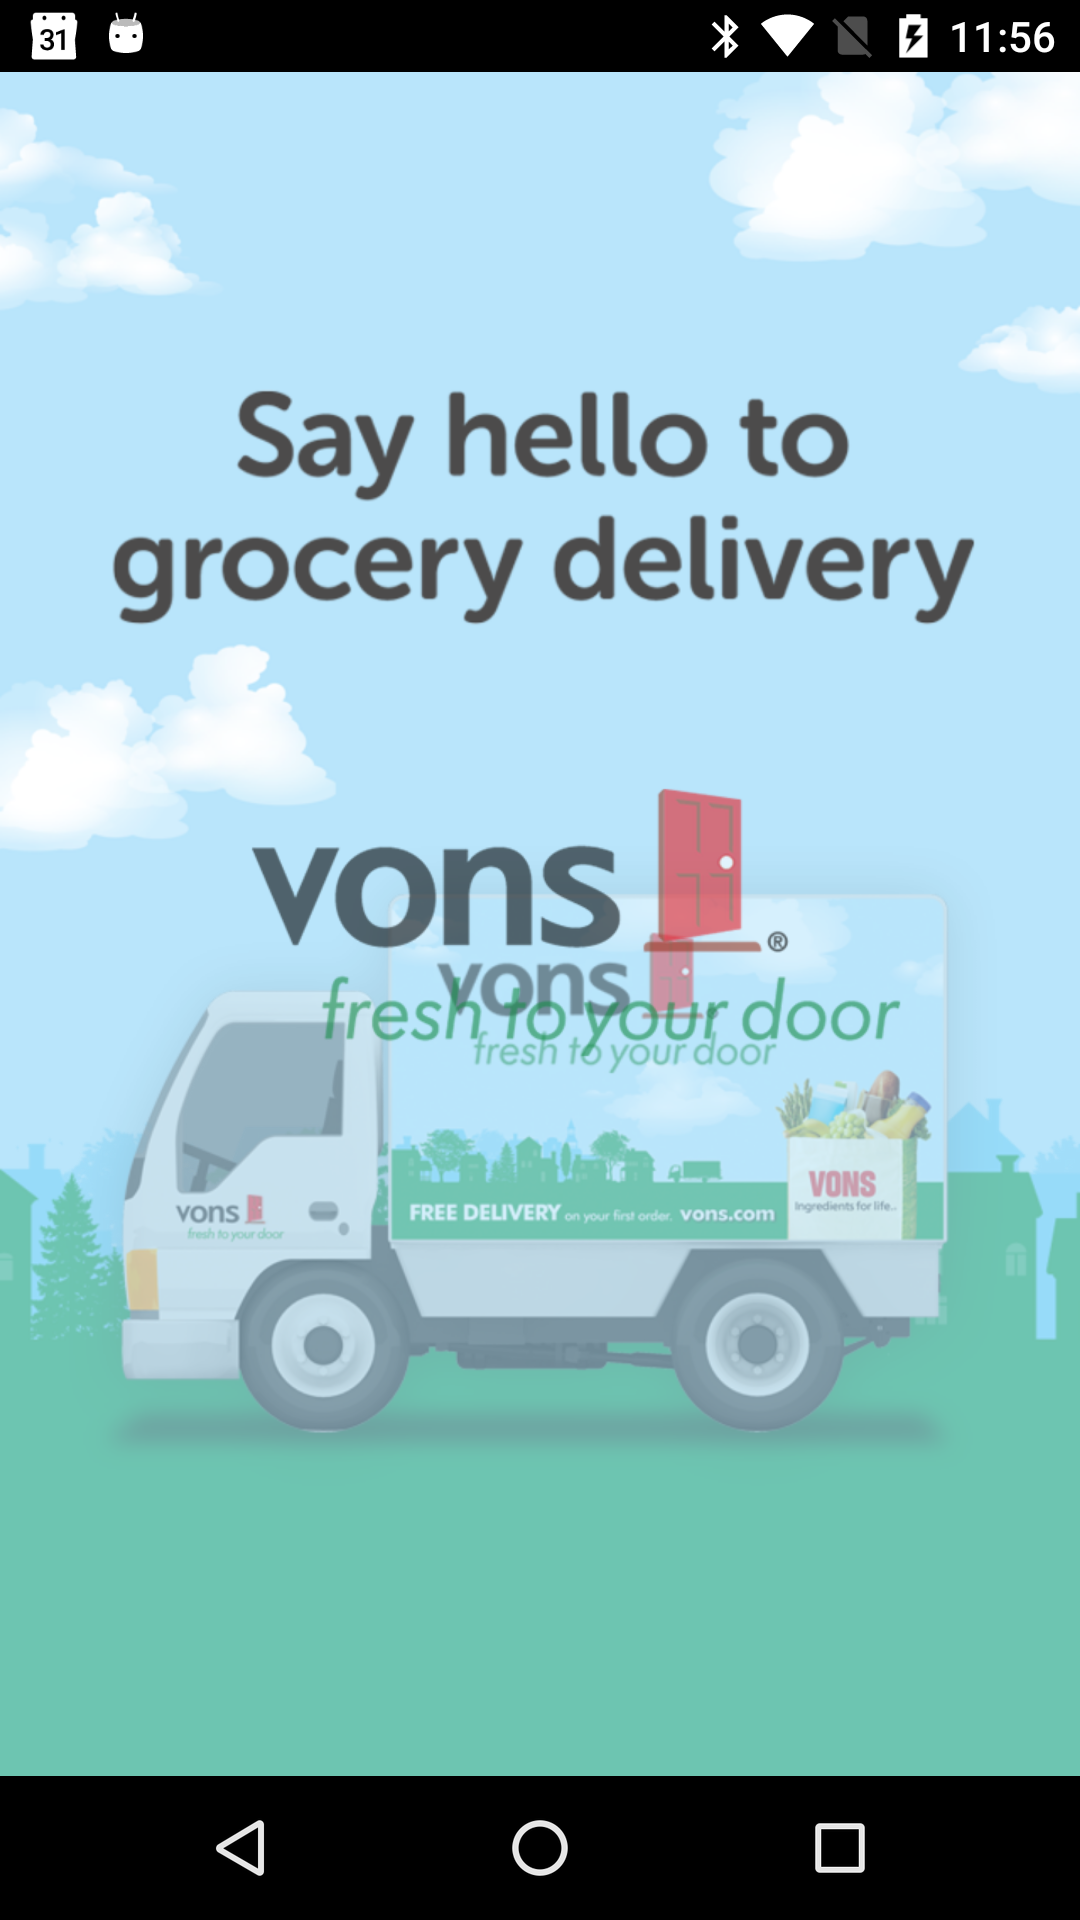 31
11:56
Say hello to
grocery delivery
vons®
fresh to your door
vons
fresh to your door
VONS
Ingredients for life..
vons
fresh to your door
FREE DELIVERY on your first order. vons.com